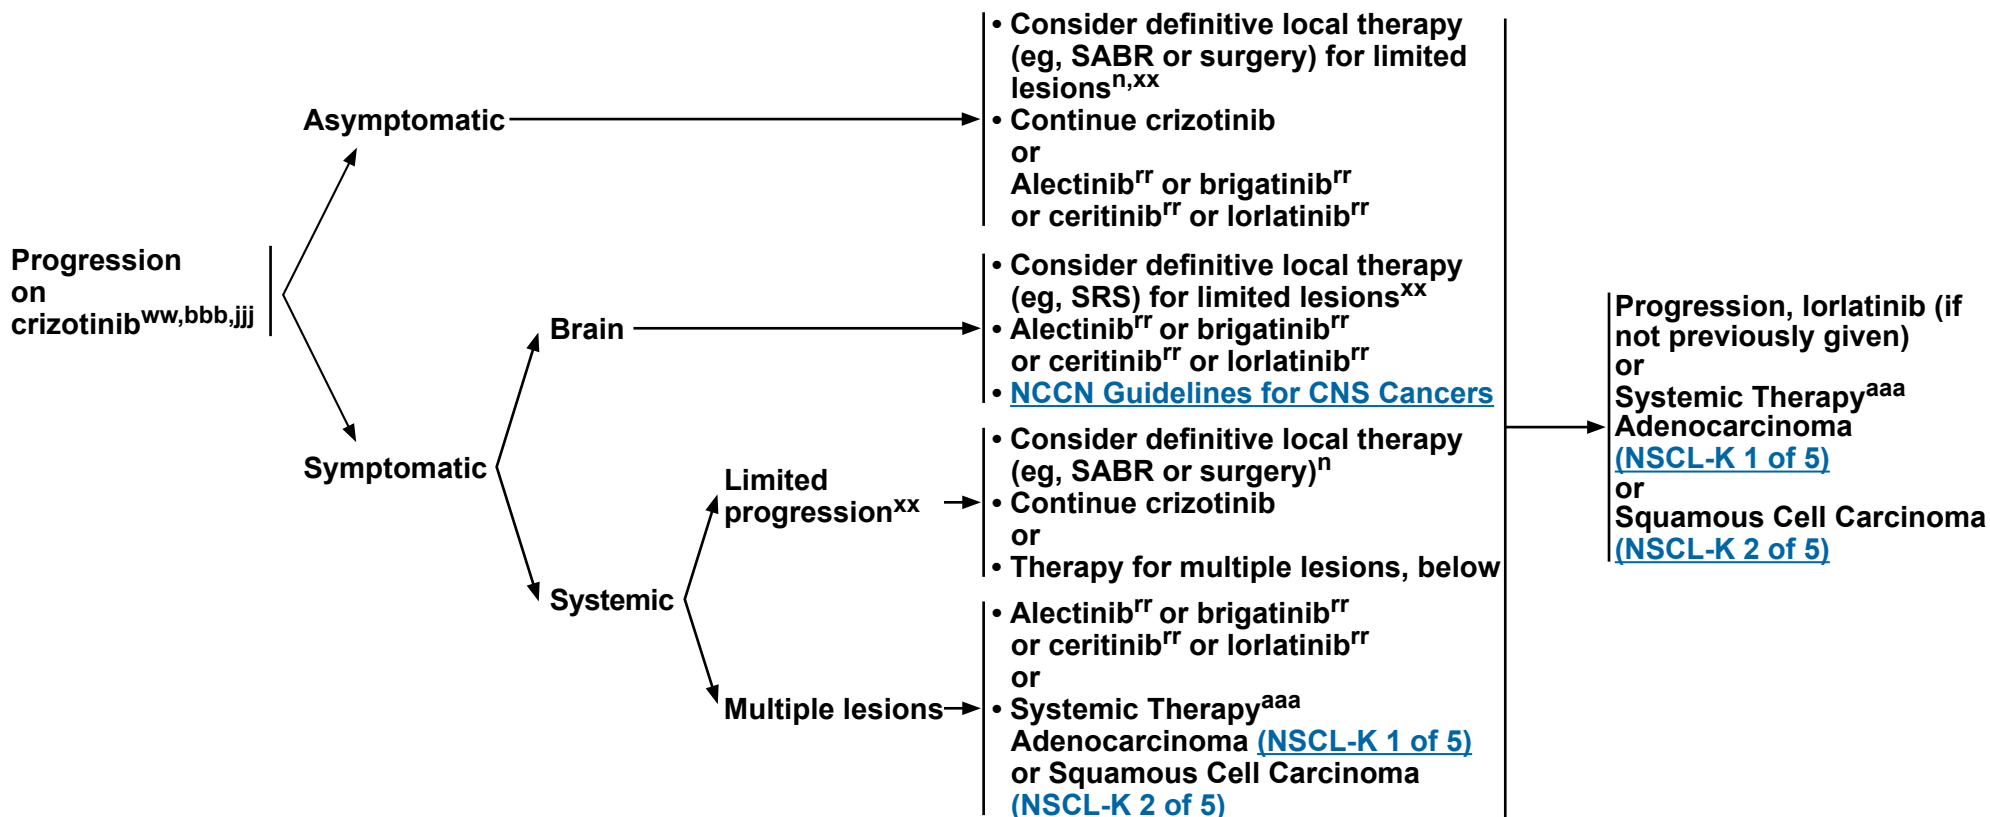 Progression
on
crizotinibww,bbb,jjj
Asymptomatic
• Consider definitive local therapy
(eg, SABR or surgery) for limited
lesionsn,xx
• Continue crizotinib
or
Alectinibrr or brigatinibrr
or ceritinibrr or lorlatinibrr
Symptomatic
Brain
• Consider definitive local therapy
(eg, SRS) for limited lesionsxx
• Alectinibrr or brigatinibrr
or ceritinibrr or lorlatinibrr
• NCCN Guidelines for CNS Cancers
Systemic
Limited
progressionxx
• Consider definitive local therapy
(eg, SABR or surgery)n
• Continue crizotinib
or
• Therapy for multiple lesions, below
Multiple lesions
• Alectinibrr or brigatinibrr
or ceritinibrr or lorlatinibrr
or
• Systemic Therapyaaa
Adenocarcinoma (NSCL-K 1 of 5)
or Squamous Cell Carcinoma
(NSCL-K 2 of 5)
Progression, lorlatinib (if
not previously given)
or
Systemic Therapyaaa
Adenocarcinoma
(NSCL-K 1 of 5)
or
Squamous Cell Carcinoma
(NSCL-K 2 of 5)